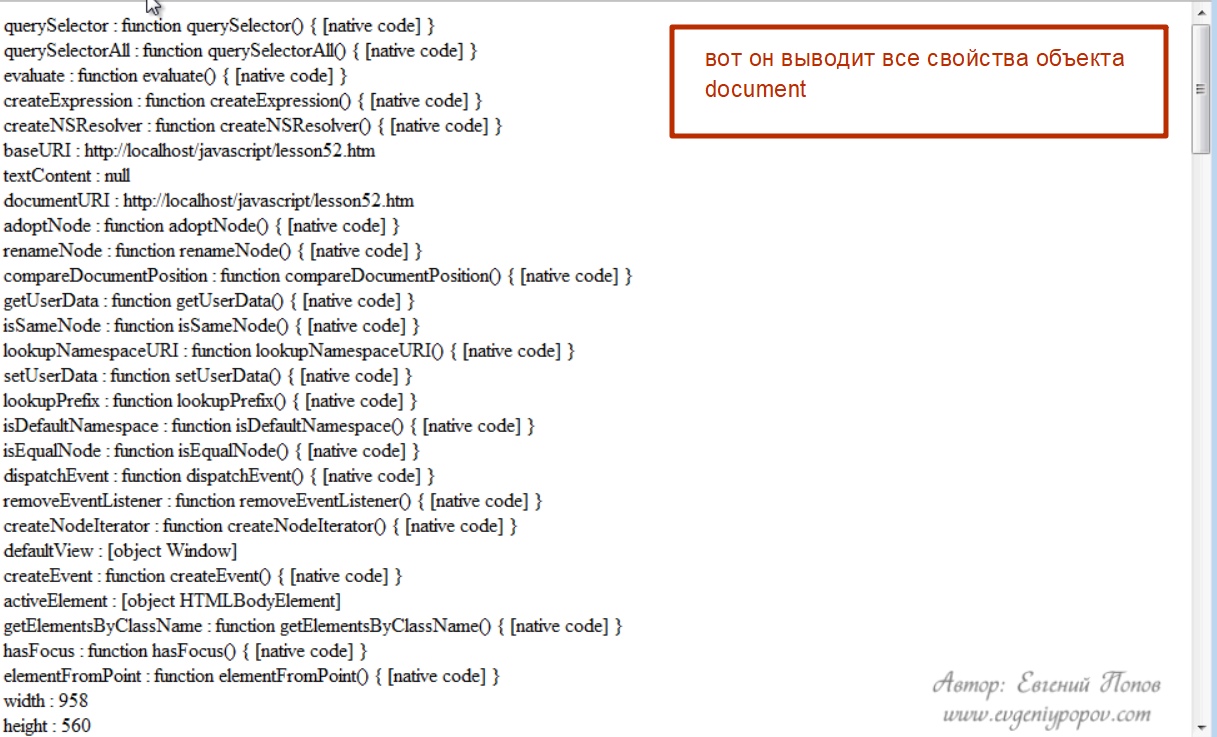 querySelector : function querySelector() { [native code] }
querySelectorAll : function querySelectorAll() { [native code] }
evaluate : function evaluate() { [native code] }
createExpression : function createExpression() { [native code] }
createNSResolver : function createNSResolver() { [native code] }
baseURI : http://localhost/javascript/lesson52.htm
textContent : null
documentURI : http://localhost/javascript/lesson52.htm
adoptNode : function adoptNode() { [native code] }
renameNode : function renameNode() { [native code] }
compareDocumentPosition : function compareDocumentPosition() { [native code] }
getUserData : function getUserData() { [native code] }
isSameNode : function isSameNode() { [native code] }
lookupNamespaceURI : function lookupNamespaceURI() { [native code] }
setUserData : function setUserData() { [native code] }
lookupPrefix : function lookupPrefix() { [native code] }
isDefaultNamespace : function isDefaultNamespace() { [native code] }
isEqualNode : function isEqualNode() { [native code] }
dispatchEvent : function dispatchEvent() { [native code] }
removeEventListener : function removeEventListener() { [native code] }
createNodeIterator : function createNodeIterator() { [native code] }
defaultView : [object Window]
createEvent : function createEvent() { [native code] }
activeElement : [object HTMLBodyElement]
getElementsByClassName : function getElementsByClassName() { [native code] }
hasFocus : function hasFocus() { [native code] }
elementFromPoint : function elementFromPoint() { [native code] }
width : 958
height : 560
вот он выводит все свойства объекта
document
Автор: Евгений Попов
www.evgeniypopov.com